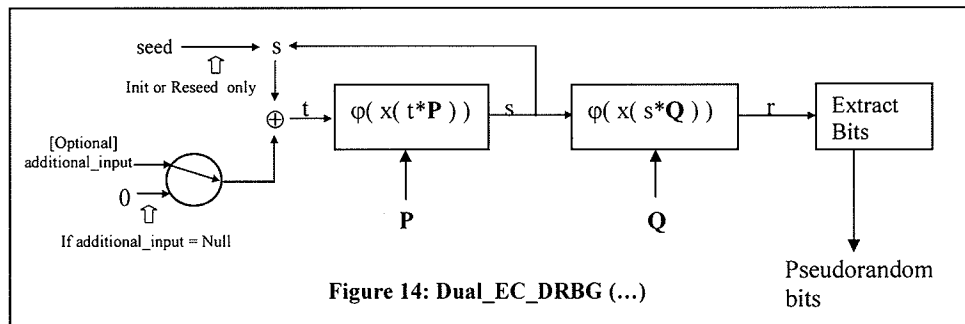 seed
s
Init or Reseed only
t
φ( x( t*P ) )
s
φ( x( s*Q ) )
r
Extract
Bits
[Optional]
additional_input
0
If additional_input = Null
P
Q
Pseudorandom
bits
Figure 14: Dual_EC_DRBG (...)